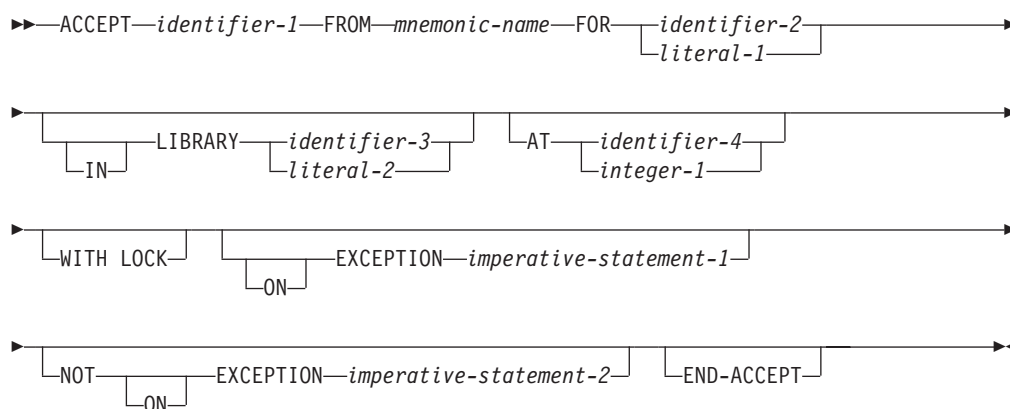 ACCEPT identifier-1 FROM mnemonic-name FOR identifier-2
literal-1
IN LIBRARY identifier-3 AT identifier-4
literal-2 integer-1
WITH LOCK ON EXCEPTION imperative-statement-1
NOT ON EXCEPTION imperative-statement-2 END-ACCEPT